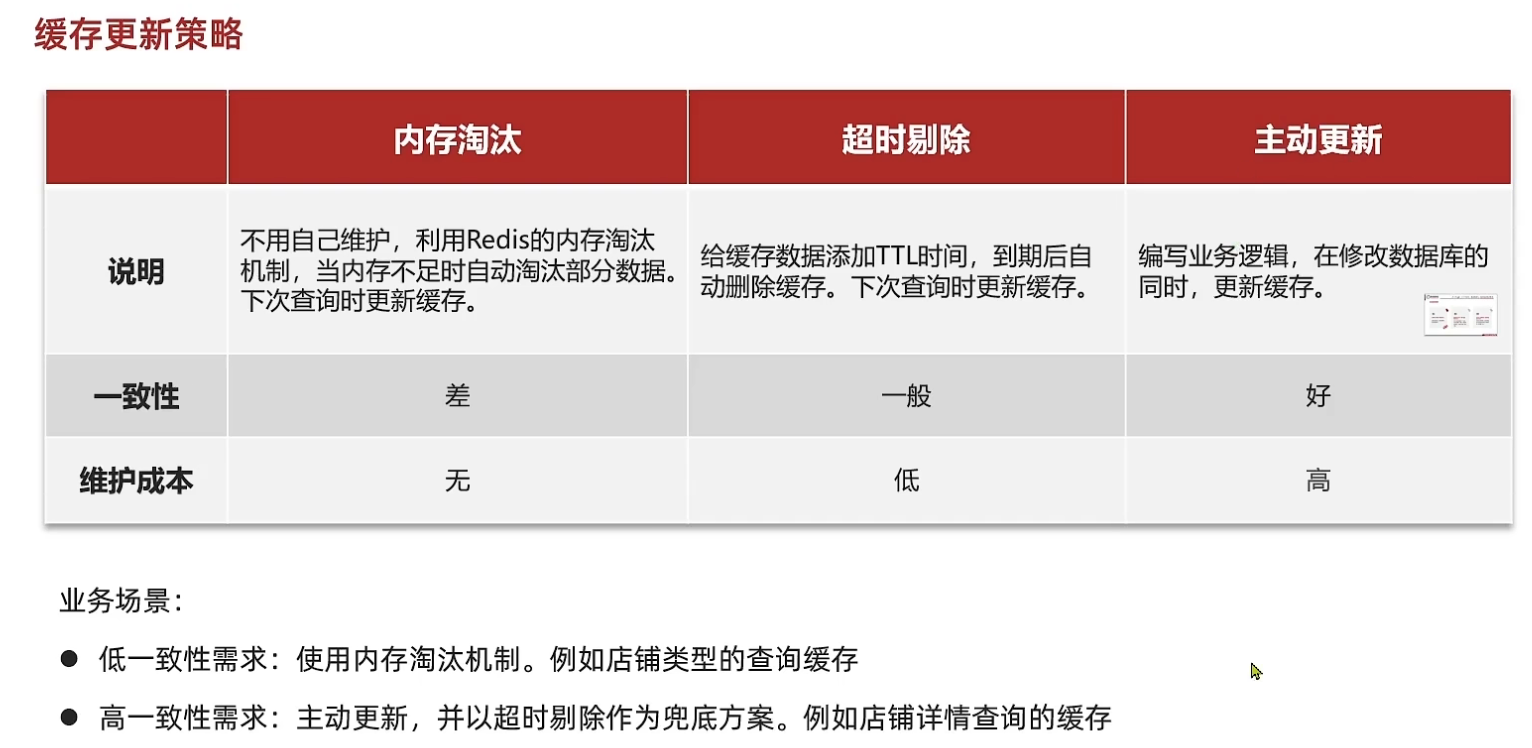 缓存更新策略
内存淘汰 超时剔除 主动更新
说明
不用自己维护，利用Redis的内存淘汰
机制，当内存不足时自动淘汰部分数据。
下次查询时更新缓存。
给缓存数据添加TTL时间，到期后自
动删除缓存。下次查询时更新缓存。
编写业务逻辑，在修改数据库的
同时，更新缓存。
一致性 差 一般 好
维护成本 无 低 高
业务场景：
● 低一致性需求：使用内存淘汰机制。例如店铺类型的查询缓存
● 高一致性需求：主动更新，并以超时剔除作为兜底方案。例如店铺详情查询的缓存